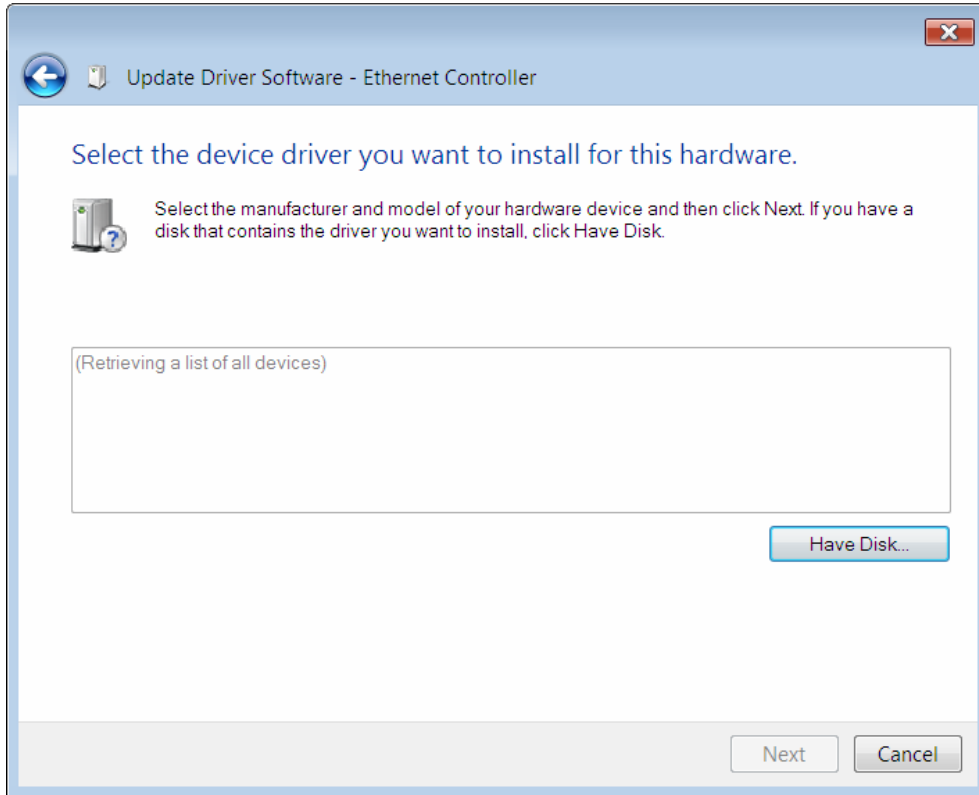 Update Driver Software - Ethernet Controller
Select the device driver you want to install for this hardware.
Select the manufacturer and model of your hardware device and then click Next. If you have a
disk that contains the driver you want to install, click Have Disk.
(Retrieving a list of all devices)
Have Disk...
Next
Cancel